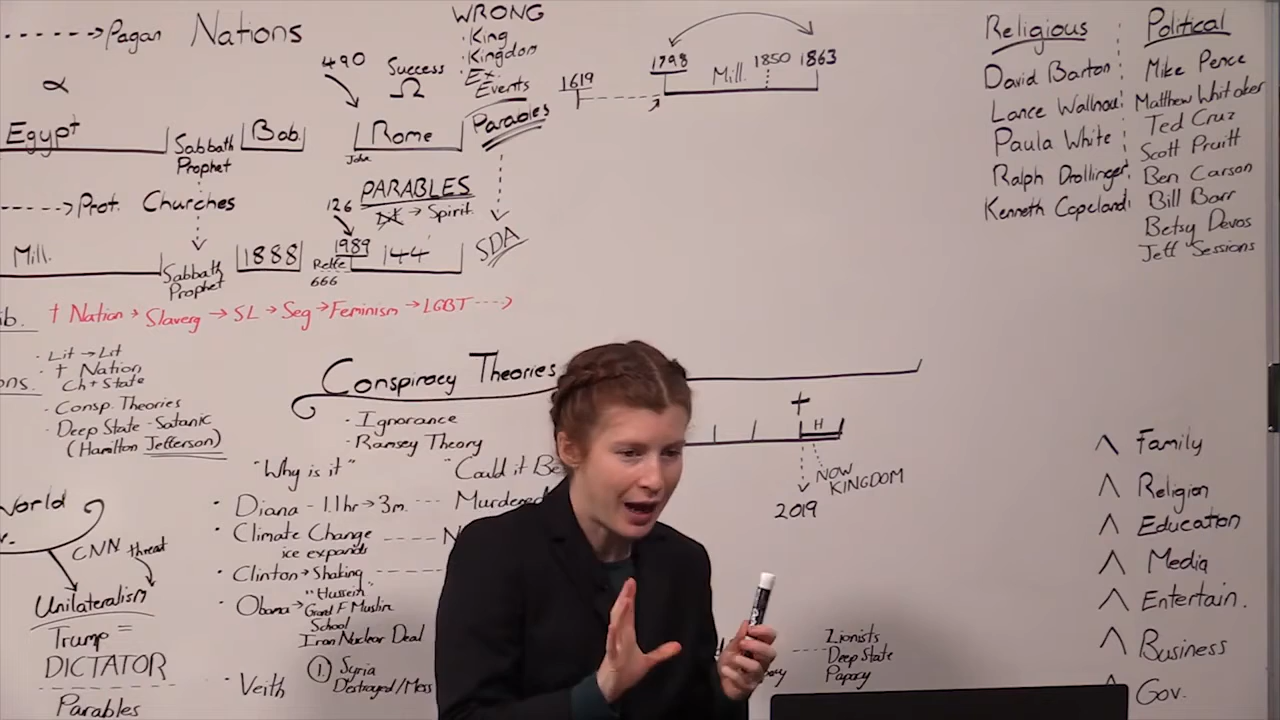 Pagan Nations
α
Egypt
Sabbath
Prophet
Bab.
490
Success
Ω
Rome
John
WRONG
· King
· Kingdom
· Ex.
Events
Parables
Prot. Churches
Mill.
Sabbath
Prophet
1888
126
PARABLES
→ Spirit.
1989
144
666
SDA
1619
1798
Mill.
1850
1863
Religious
David Barton
Paula White
Ralph Drollinger
Kenneth Copeland
Political
Mike Pence
Matthew Whitaker
Ted Cruz
Scott Pruitt
Ben Carson
Bill Barr
Betsy Devos
Jeff Sessions
† Nation → Slavery → SL → Seg → Feminism → LGBT
· Lit → Lit
· † Nation
Ch + State
· Consp. Theories
· Deep State - Satanic
(Hamilton Jefferson)
World
CNN threat
Unilateralism
Trump =
DICTATOR
Parables
Conspiracy Theories
· Ignorance
· Ramsey Theory
"Why is it"
"Could it Be
· Diana - 1.1hr → 3m.
Murdered
· Climate Change
ice expands
N
· Clinton → Shaking
· Obama → "Hussein"
Grand F Muslim
School
Iran Nuclear Deal
① Syria
Destroyed/Mess
· Veith
†
H
NOW
KINGDOM
2019
Zionists
Deep State
Papacy
Λ Family
Λ Religion
Λ Education
Λ Media
Λ Entertain.
Λ Business
Λ Gov.